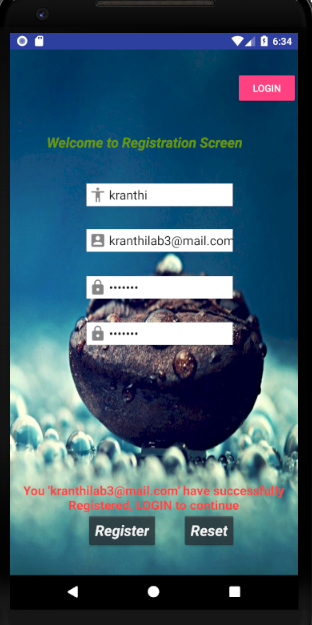 6:34
LOGIN
Welcome to Registration Screen
kranthi
kranthilab3@mail.com
•••••••
•••••••
You 'kranthilab3@mail.com' have successfully
Registered, LOGIN to continue
Register Reset